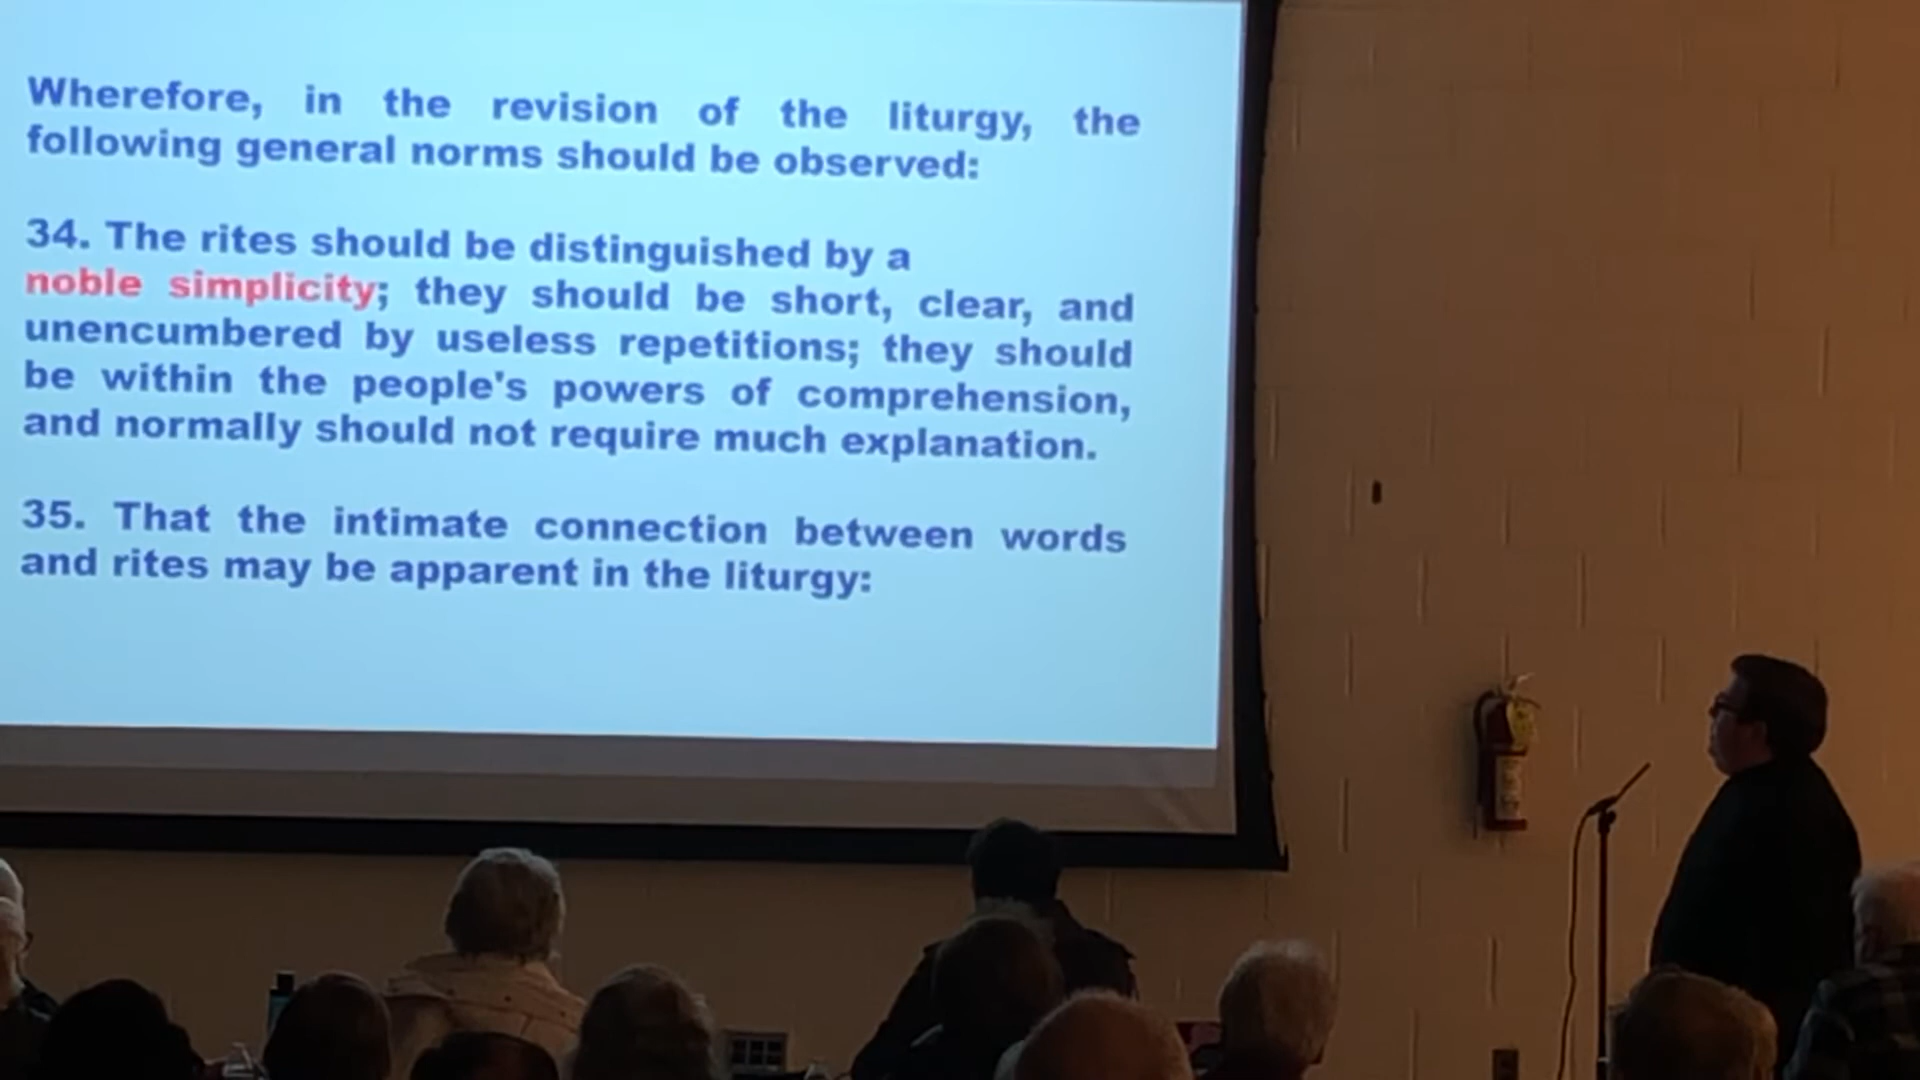 Wherefore, in the revision of the liturgy, the
following general norms should be observed:
34. The rites should be distinguished by a
noble simplicity; they should be short, clear, and
unencumbered by useless repetitions; they should
be within the people's powers of comprehension,
and normally should not require much explanation.
35. That the intimate connection between words
and rites may be apparent in the liturgy: